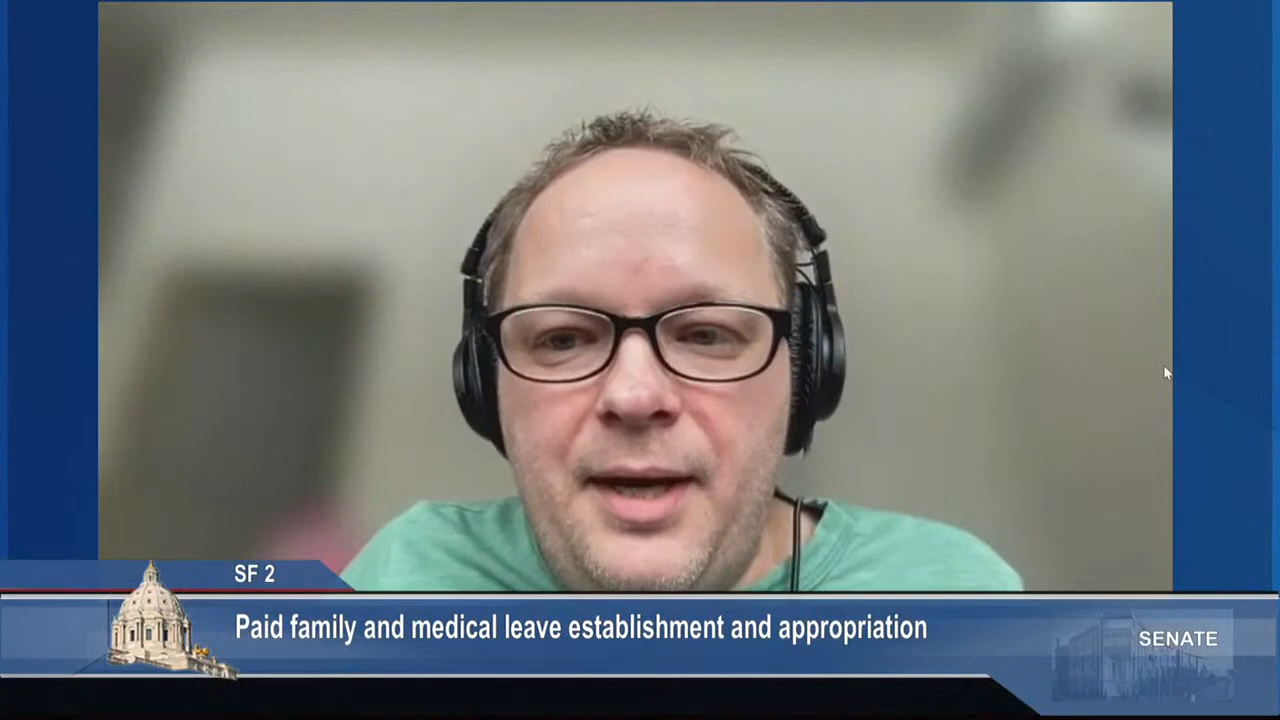 SF 2
Paid family and medical leave establishment and appropriation
SENATE